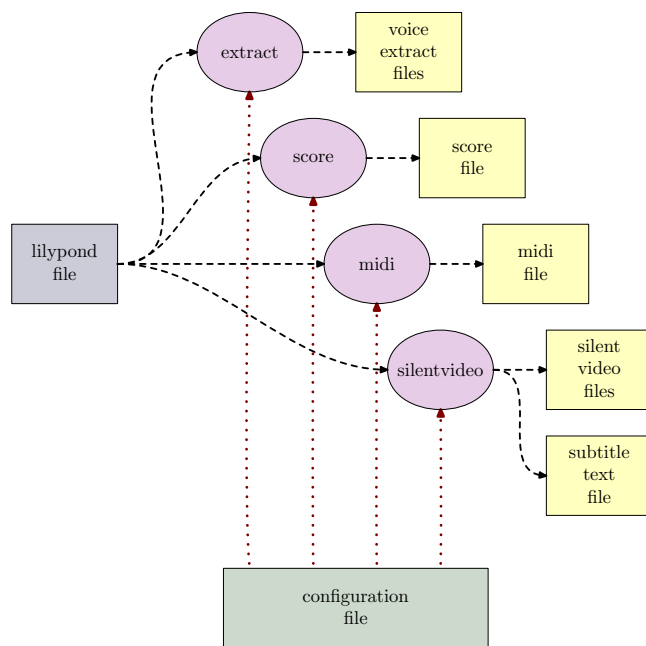 extract
voice
extract
files
score
score
file
lilypond
file
midi
midi
file
silentvideo
silent
video
files
subtitle
text
file
configuration
file